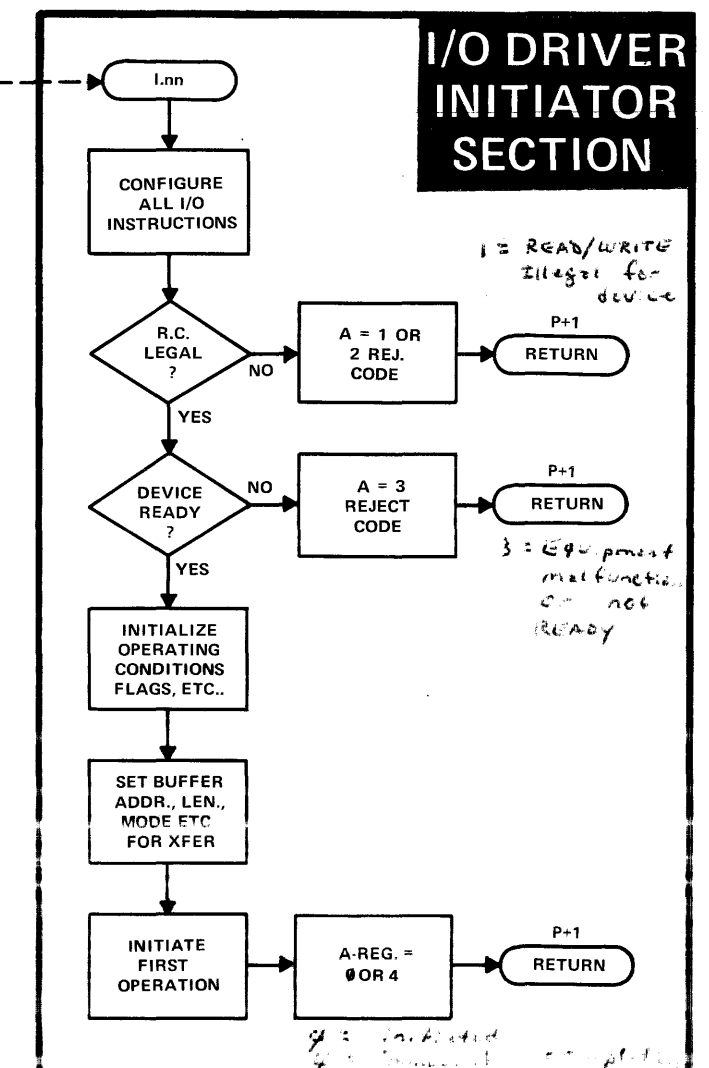 I/O DRIVER
INITIATOR
SECTION
I.nn
CONFIGURE
ALL I/O
INSTRUCTIONS
1 = READ/WRITE
Illegal for
device
R.C.
LEGAL
?
NO
YES
A = 1 OR
2 REJ.
CODE
P+1
RETURN
DEVICE
READY
?
NO
YES
A = 3
REJECT
CODE
P+1
RETURN
3 = Equipment
malfunction
or not
READY
INITIALIZE
OPERATING
CONDITIONS
FLAGS, ETC..
SET BUFFER
ADDR., LEN.,
MODE ETC
FOR XFER
INITIATE
FIRST
OPERATION
A-REG. =
0 OR 4
P+1
RETURN
= initiated